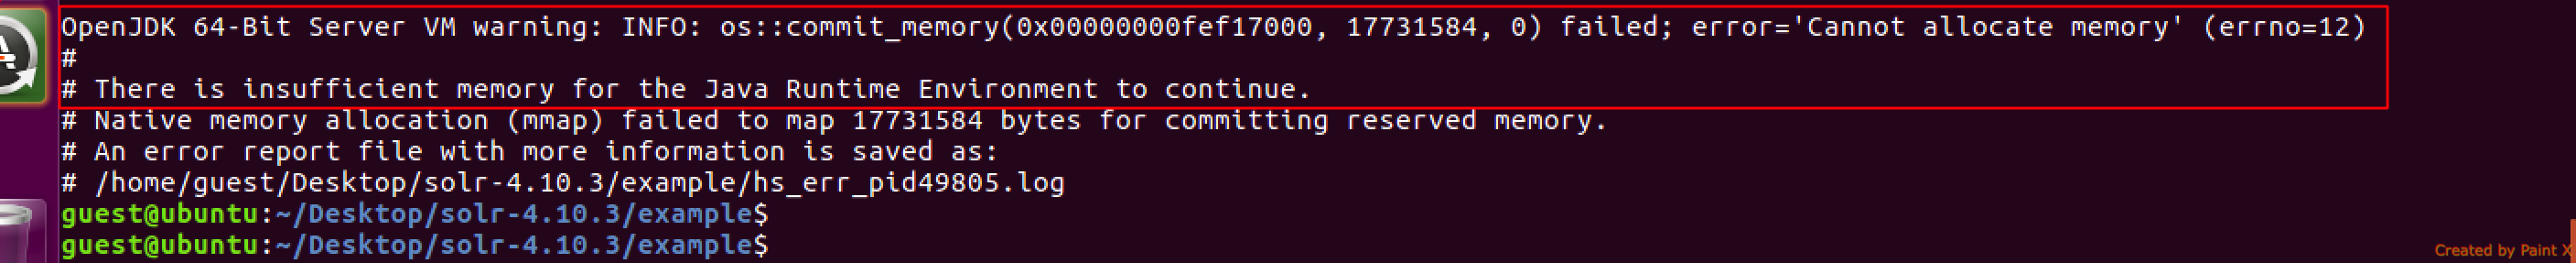 OpenJDK 64-Bit Server VM warning: INFO: os::commit_memory(0x00000000fef17000, 17731584, 0) failed; error='Cannot allocate memory' (errno=12)
#
# There is insufficient memory for the Java Runtime Environment to continue.
# Native memory allocation (mmap) failed to map 17731584 bytes for committing reserved memory.
# An error report file with more information is saved as:
# /home/guest/Desktop/solr-4.10.3/example/hs_err_pid49805.log
guest@ubuntu:~/Desktop/solr-4.10.3/example$
guest@ubuntu:~/Desktop/solr-4.10.3/example$
Created by Paint X